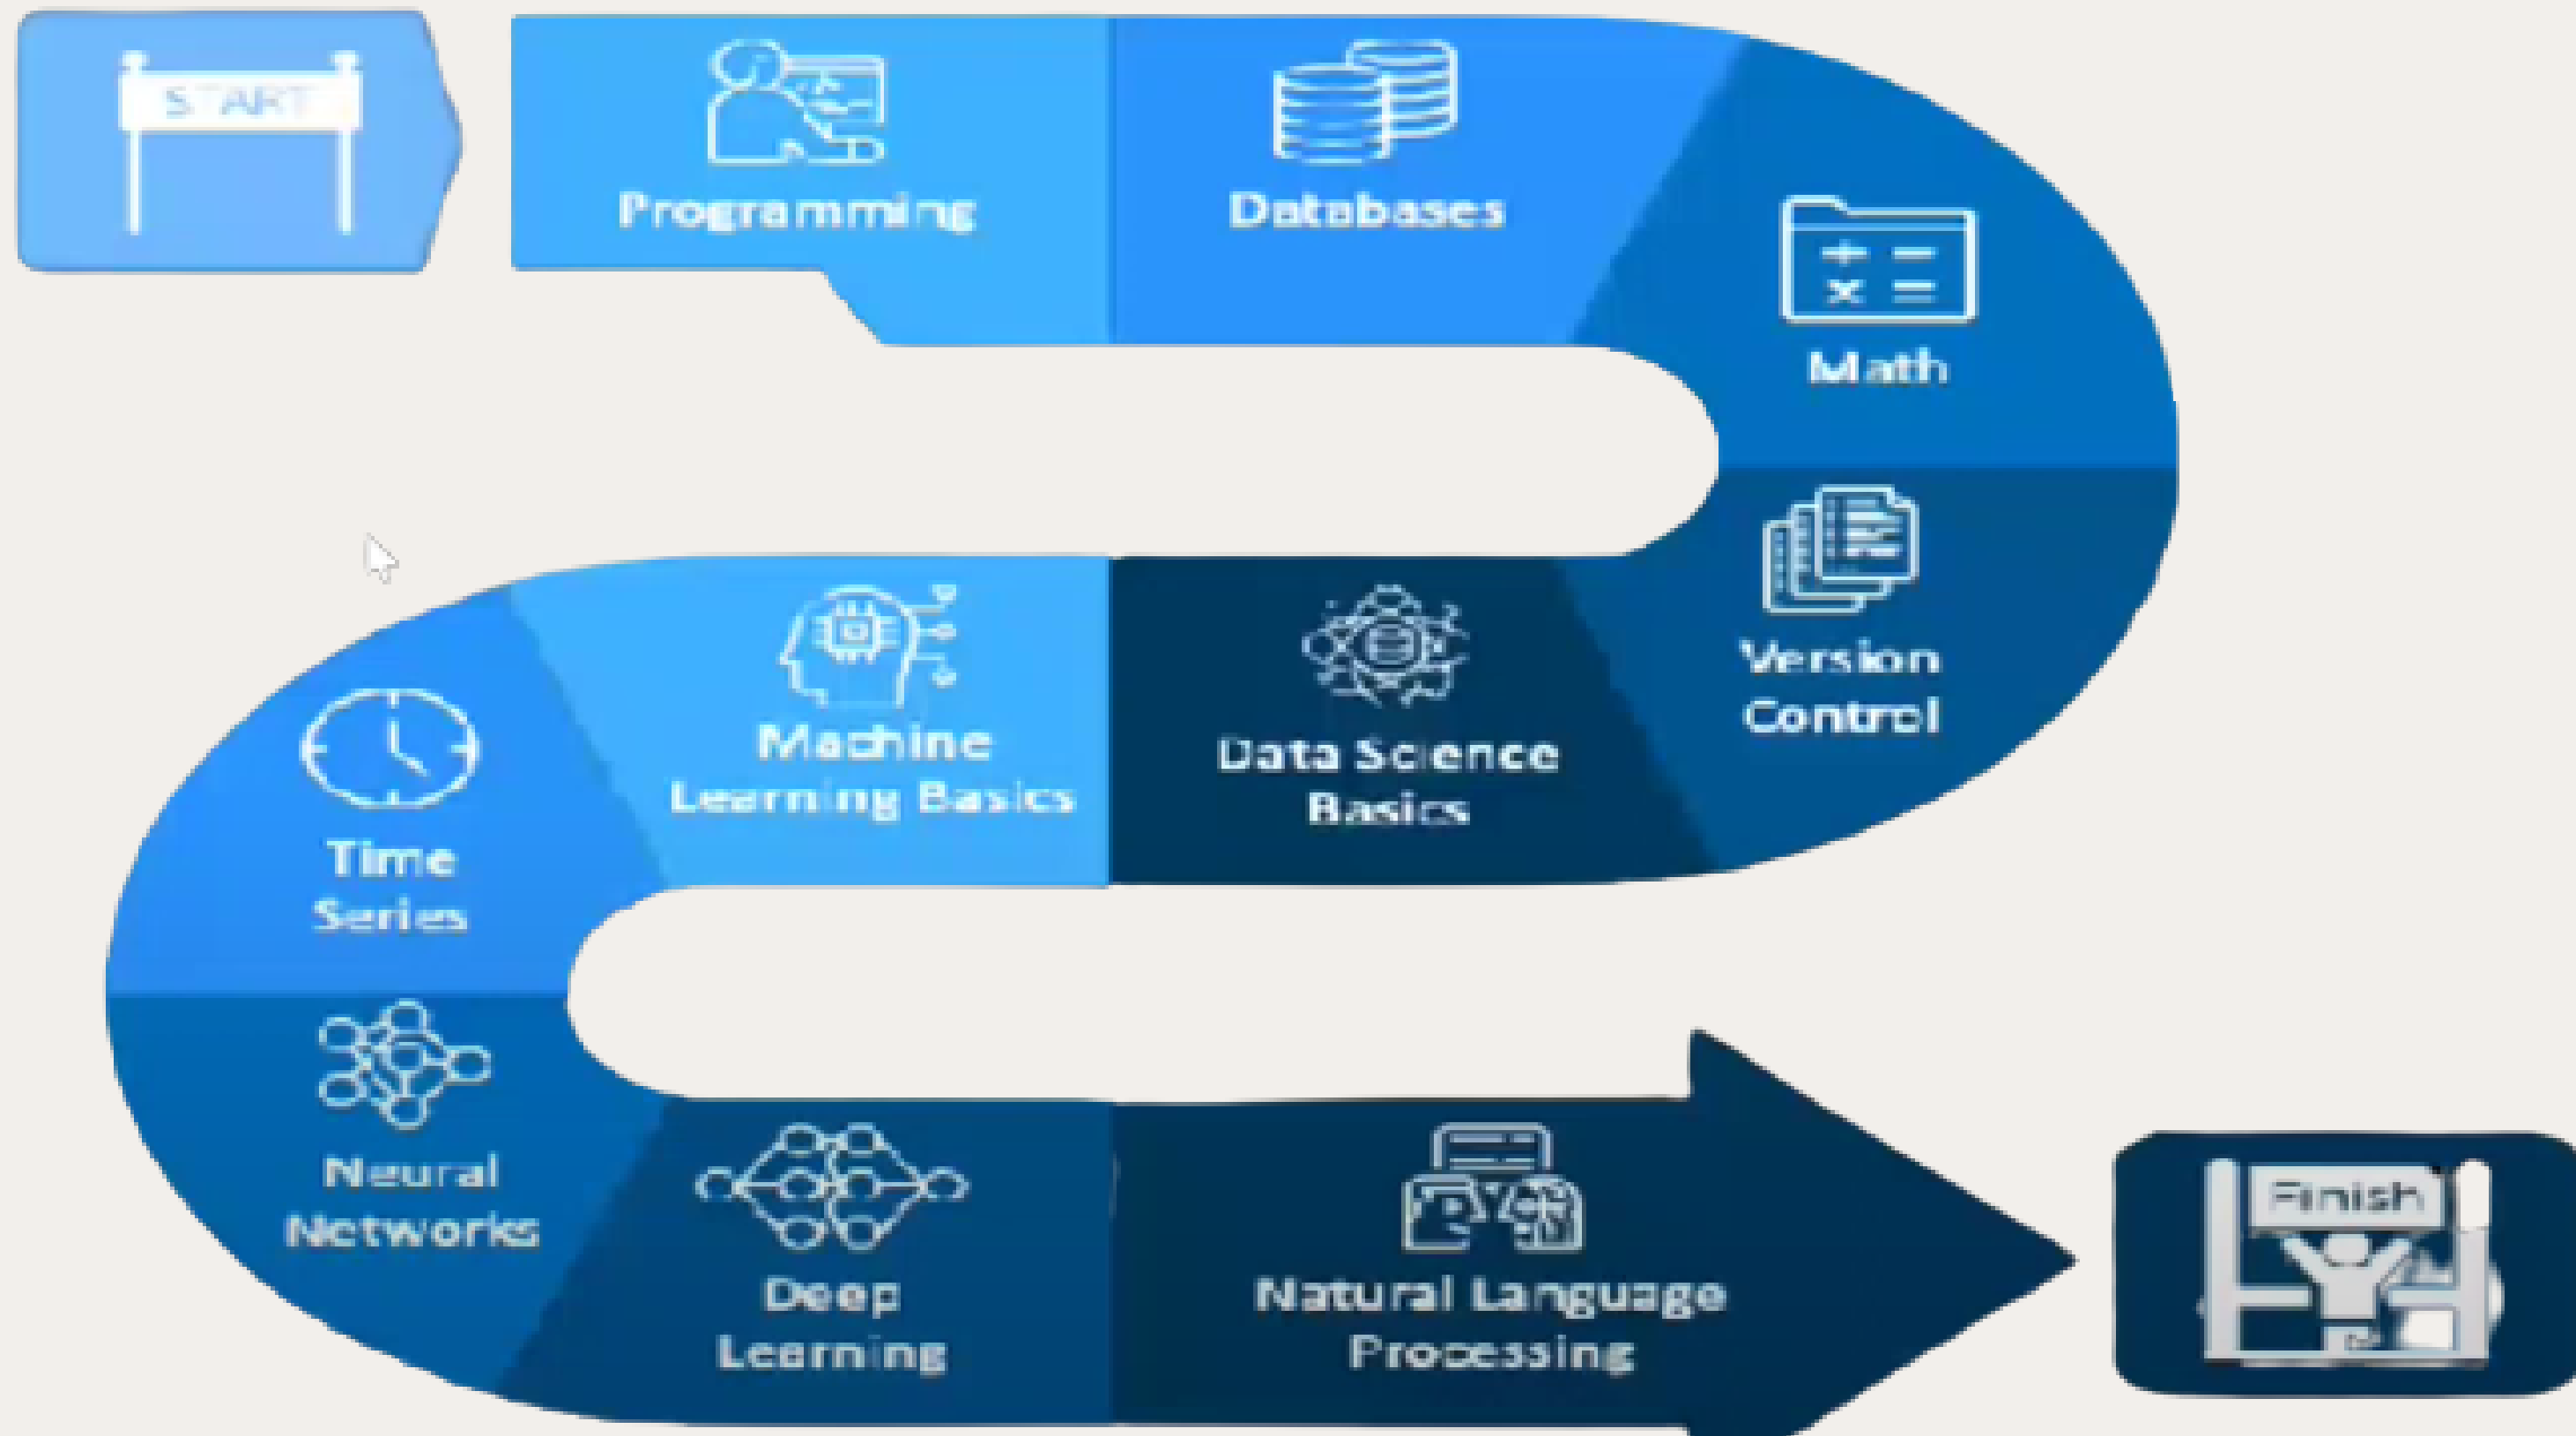 START
Programming
Databases
Math
Version
Control
Data Science
Basics
Machine
Learning Basics
Time
Series
Neural
Networks
Deep
Learning
Natural Language
Processing
Finish